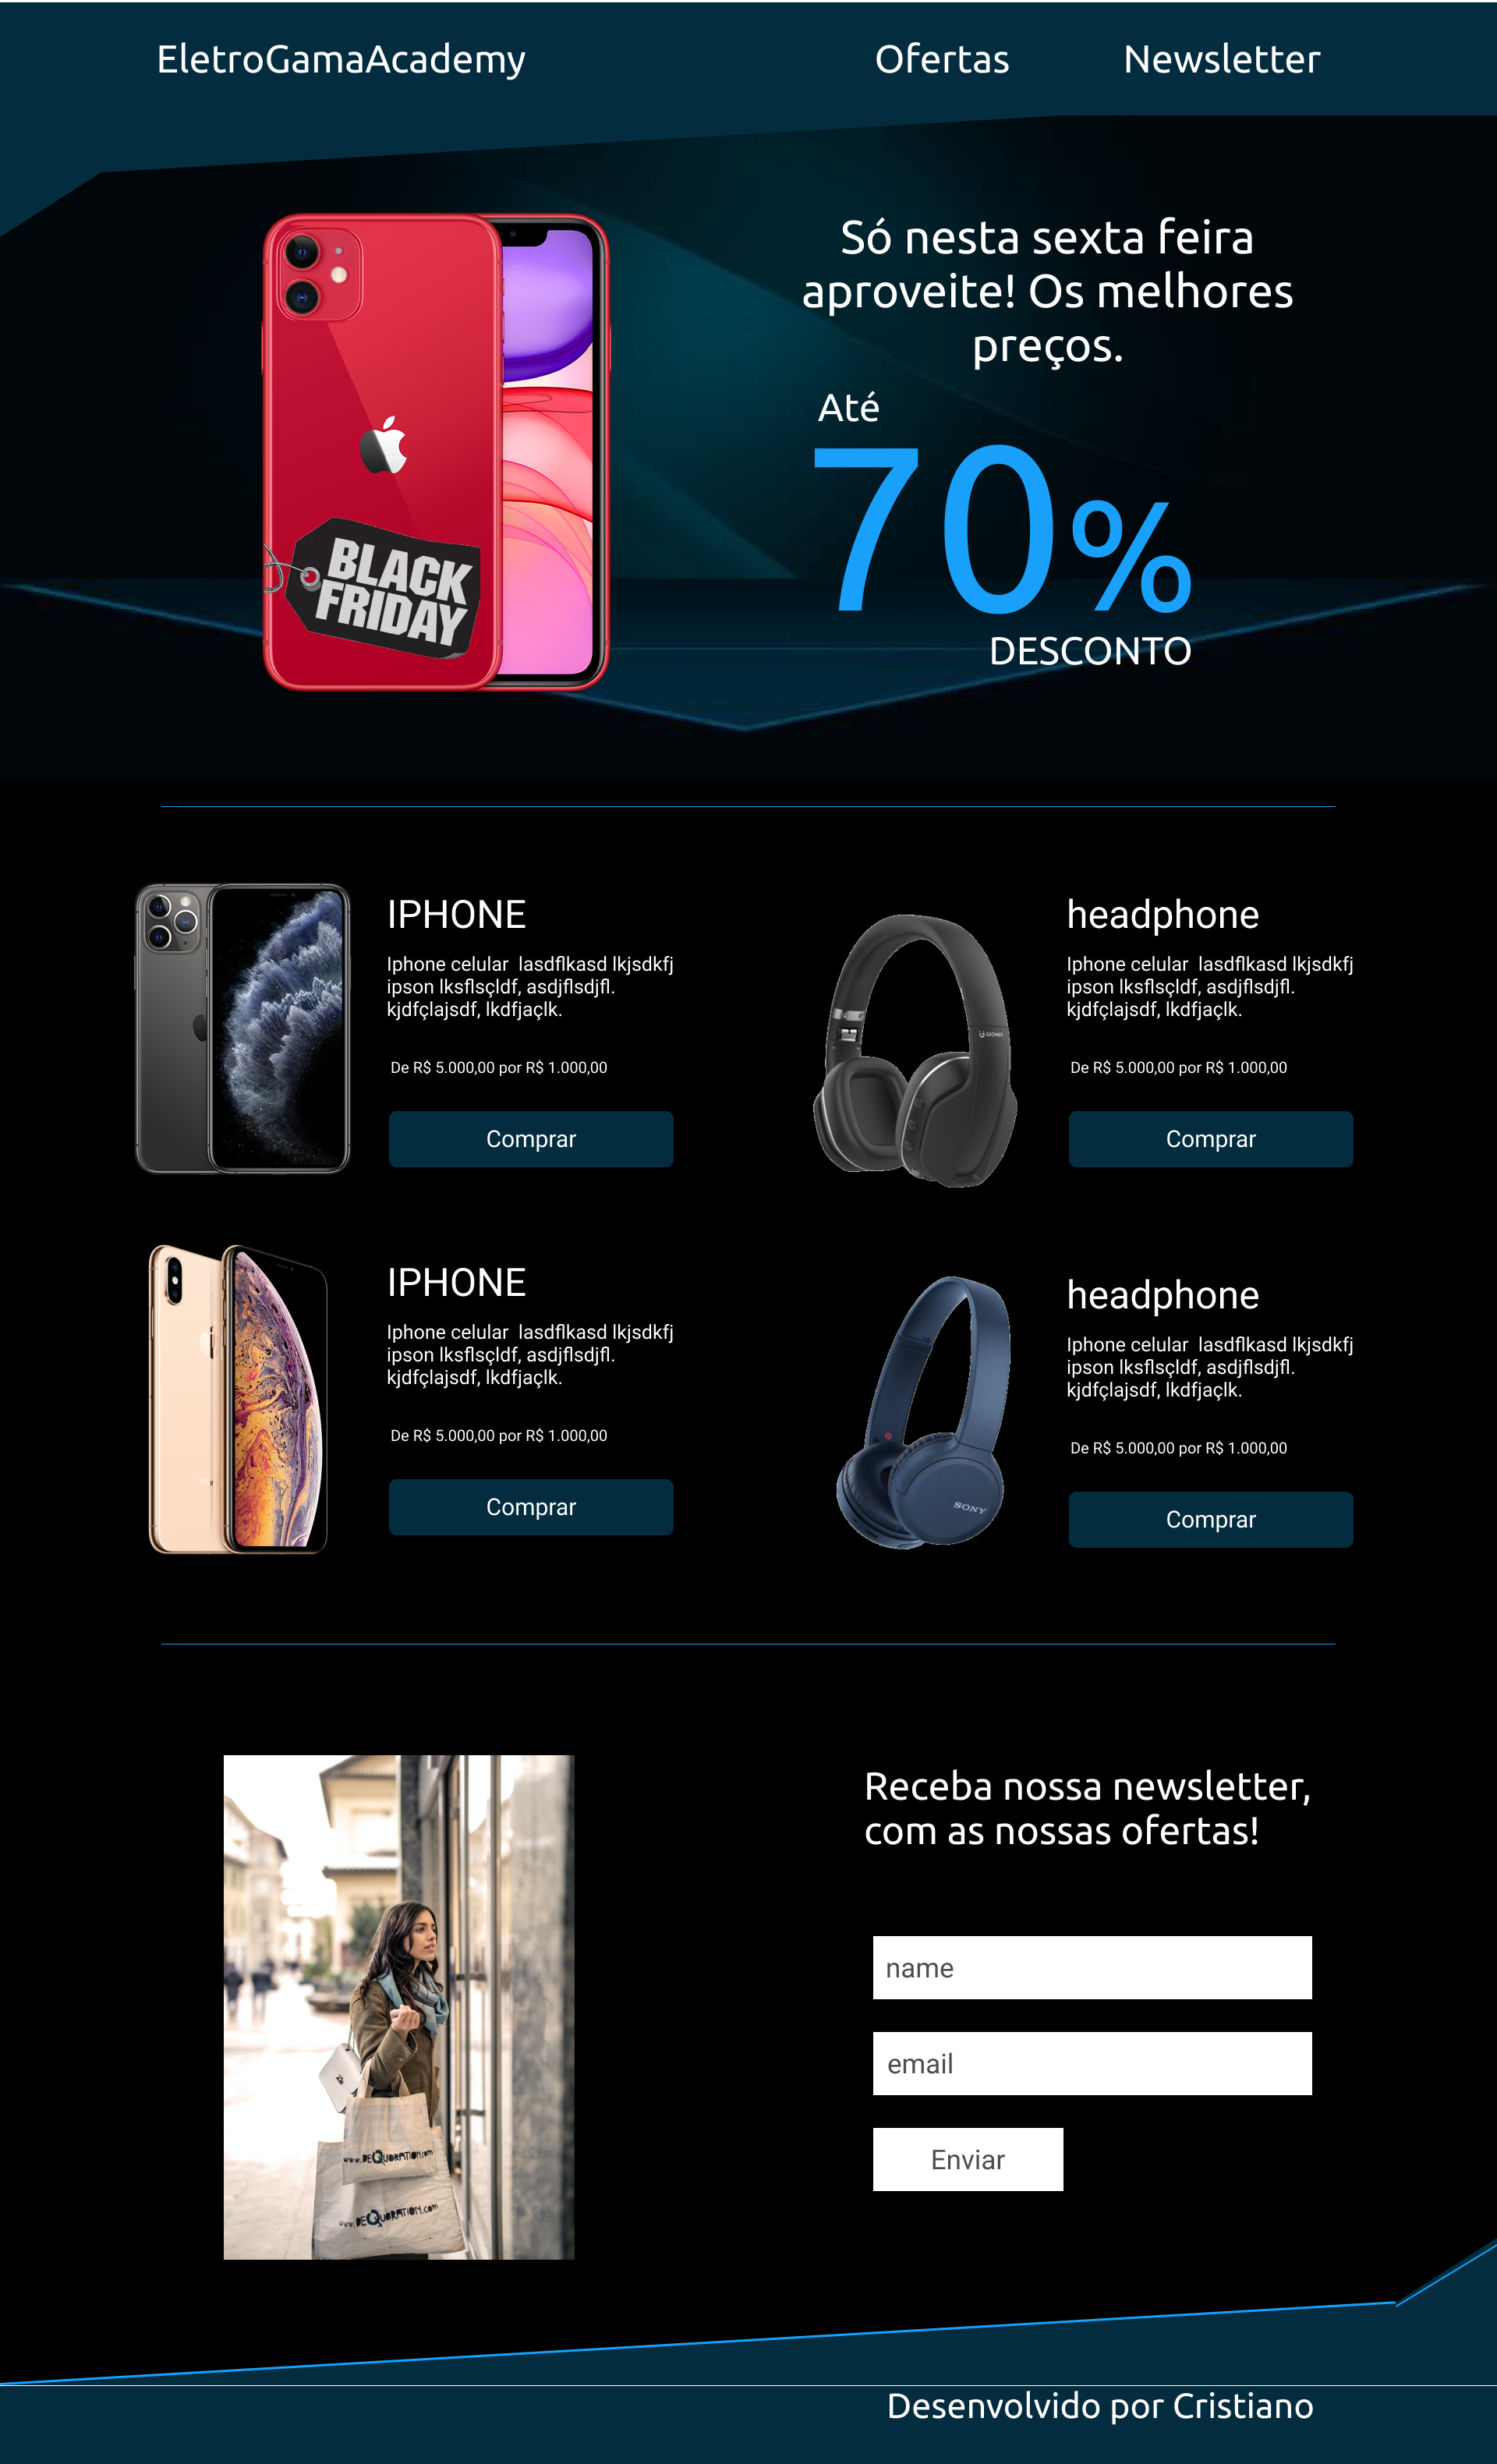 EletroGamaAcademy
Ofertas
Newsletter
Só nesta sexta feira
aproveite! Os melhores
preços.
Até
70%
DESCONTO
BLACK
FRIDAY
IPHONE
Iphone celular lasdflkasd lkjsdkfj
ipson lksflsçldf, asdjflsdjfl.
kjdfçlajsdf, lkdfjaçlk.
De R$ 5.000,00 por R$ 1.000,00
Comprar
GIONEE
headphone
Iphone celular lasdflkasd lkjsdkfj
ipson lksflsçldf, asdjflsdjfl.
kjdfçlajsdf, lkdfjaçlk.
De R$ 5.000,00 por R$ 1.000,00
Comprar
IPHONE
Iphone celular lasdflkasd lkjsdkfj
ipson lksflsçldf, asdjflsdjfl.
kjdfçlajsdf, lkdfjaçlk.
De R$ 5.000,00 por R$ 1.000,00
Comprar
SONY
headphone
Iphone celular lasdflkasd lkjsdkfj
ipson lksflsçldf, asdjflsdjfl.
kjdfçlajsdf, lkdfjaçlk.
De R$ 5.000,00 por R$ 1.000,00
Comprar
www.DEQUORATION.com
www.DEQUORATION.com
Receba nossa newsletter,
com as nossas ofertas!
name
email
Enviar
Desenvolvido por Cristiano